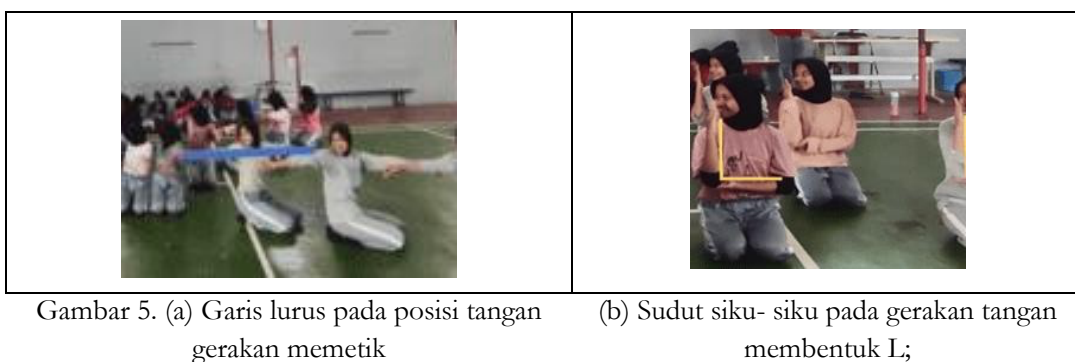 Gambar 5. (a) Garis lurus pada posisi tangan
gerakan memetik
(b) Sudut siku- siku pada gerakan tangan
membentuk L;